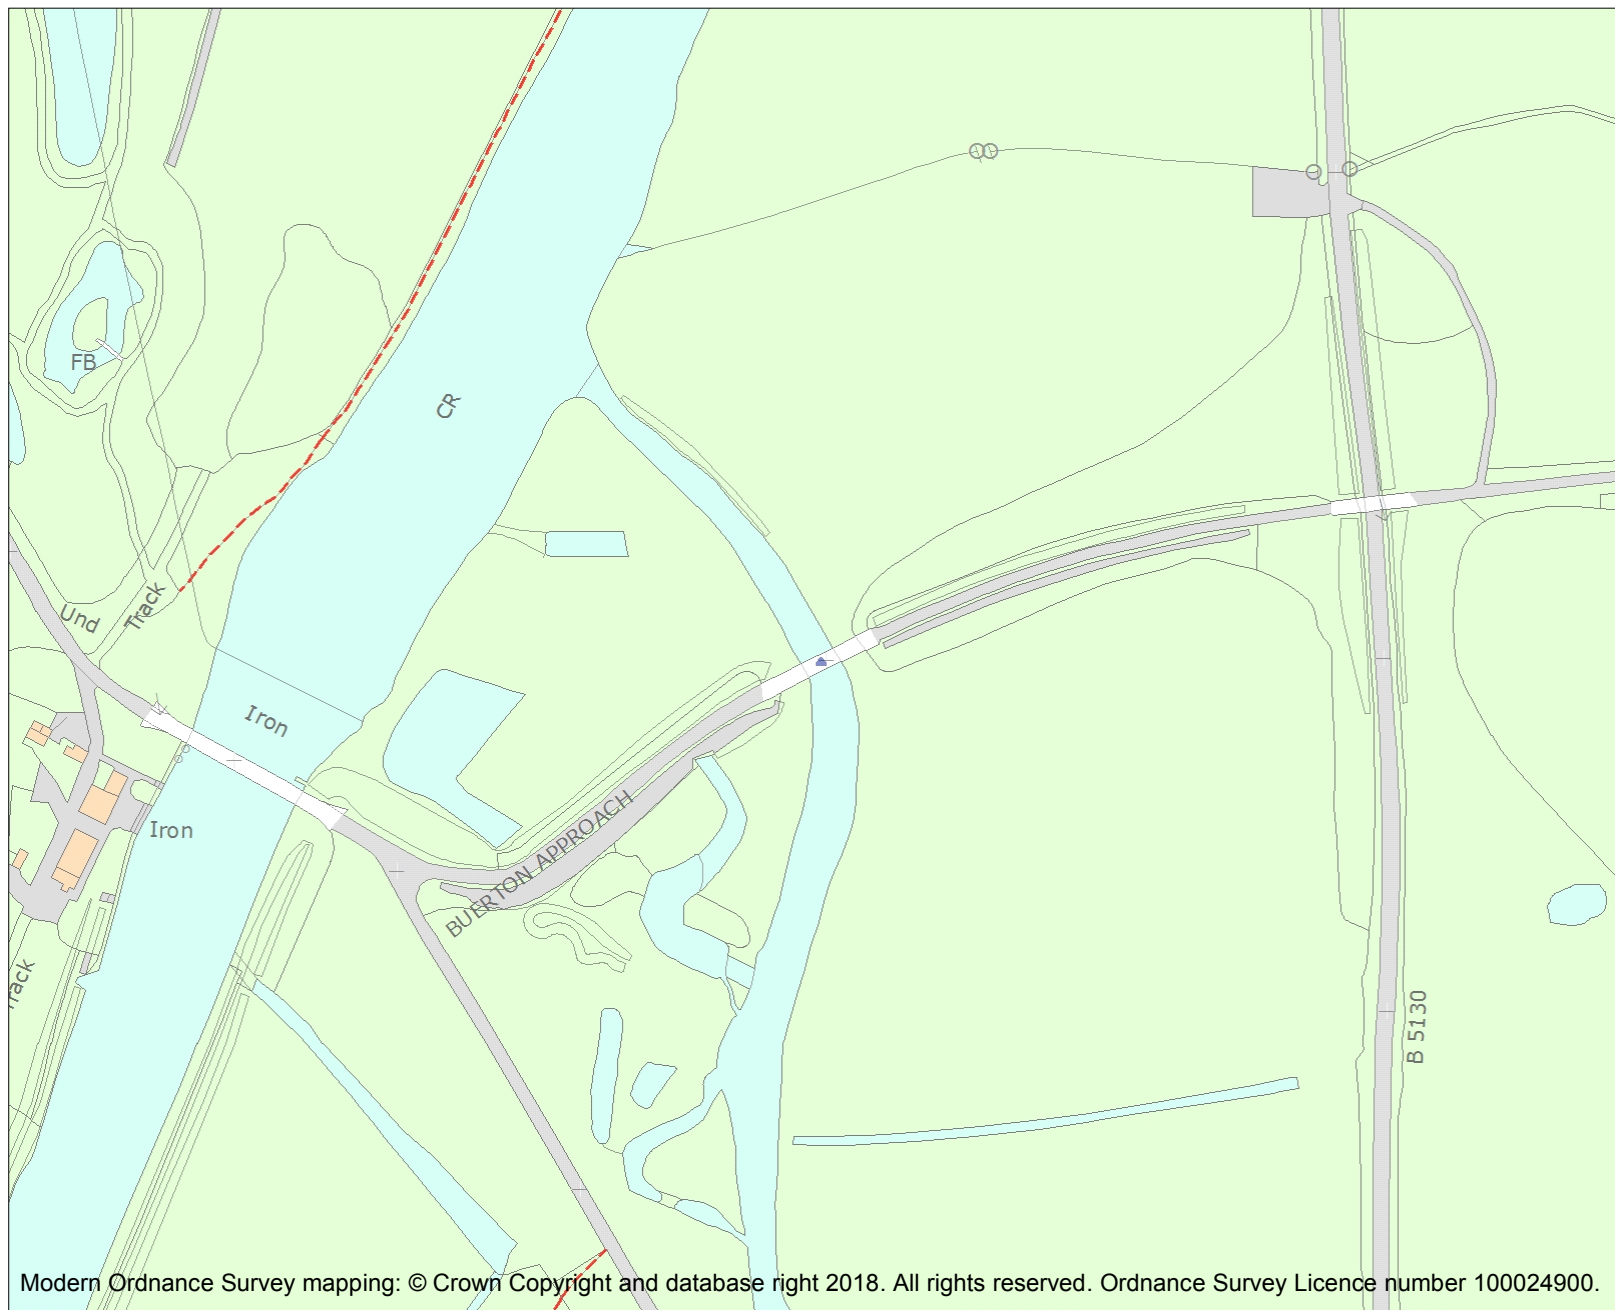 FB
CR
Und
Track
Iron
Iron
BUERTON APPROACH
B 5130
Modern Ordnance Survey mapping: © Crown Copyright and database right 2018. All rights reserved. Ordnance Survey Licence number 100024900.